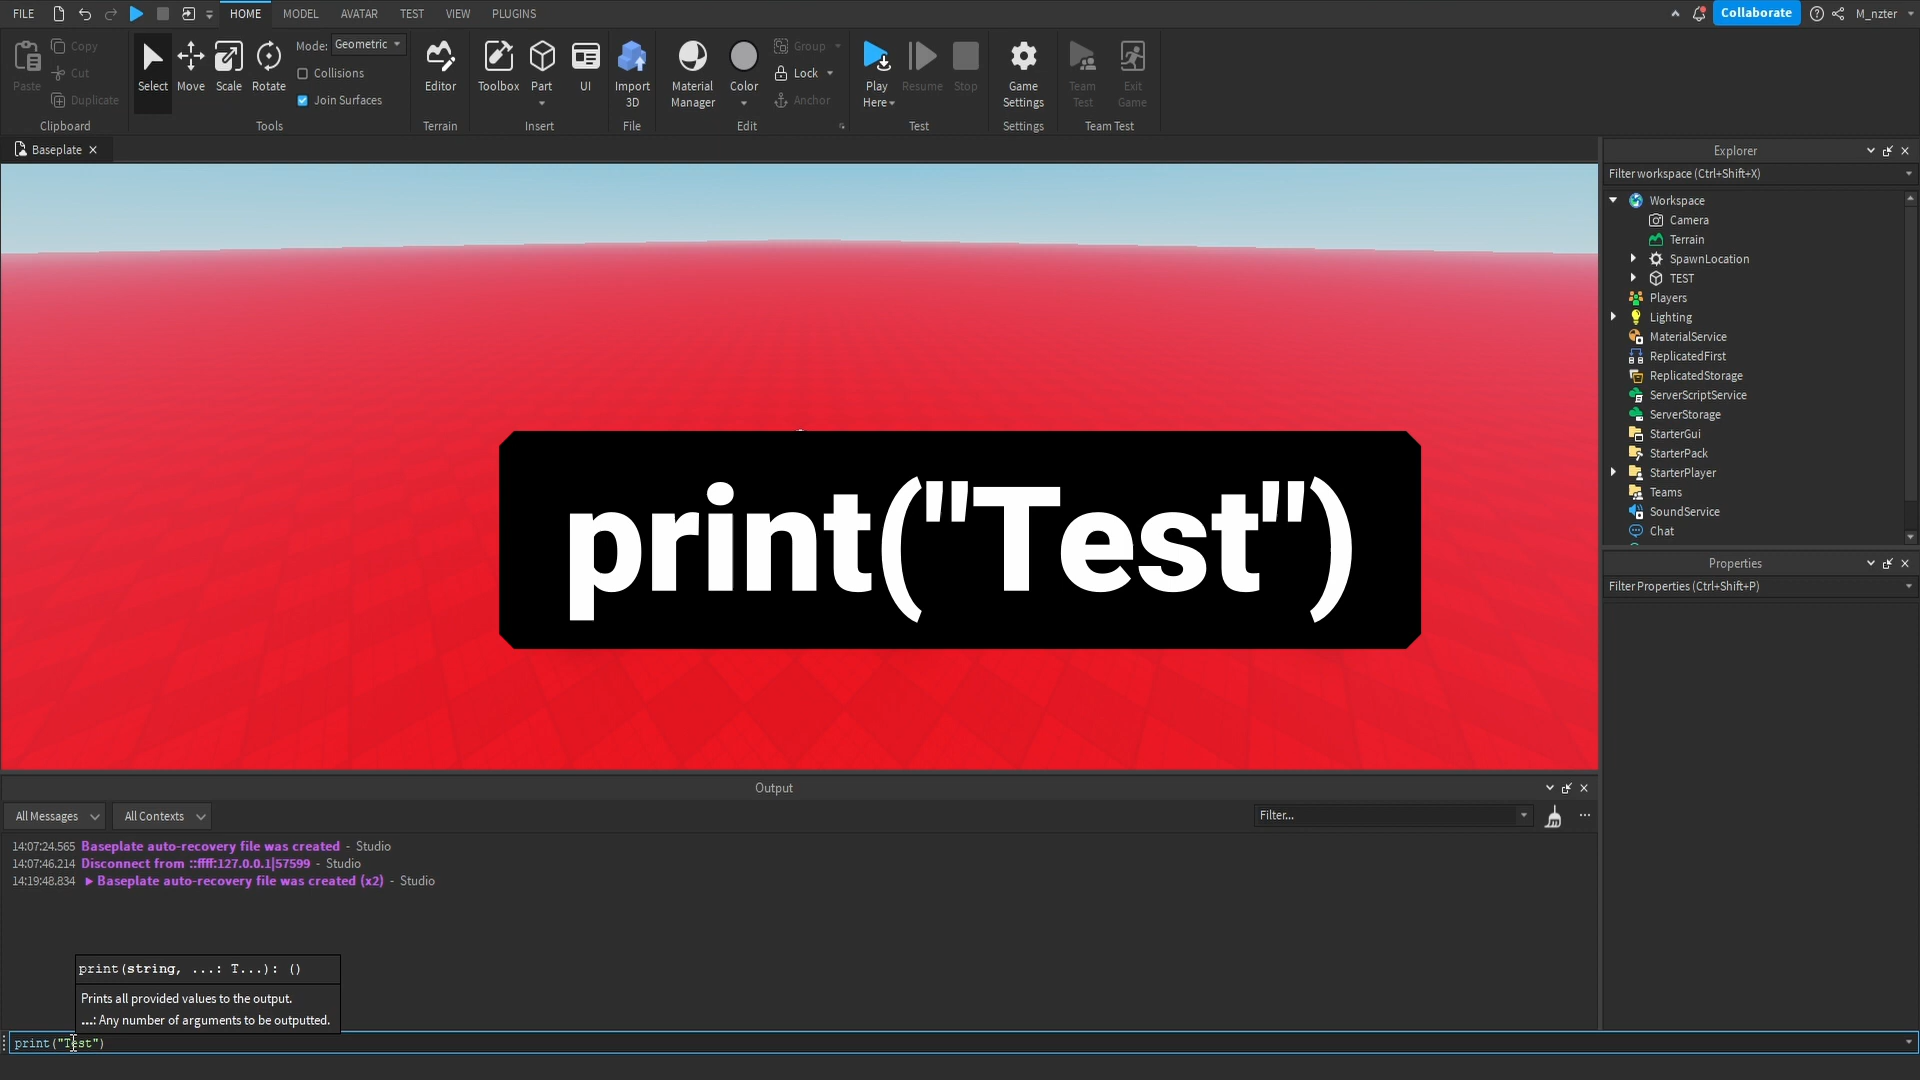 FILE HOME MODEL AVATAR TEST VIEW PLUGINS Collaborate M_nzter
Paste Copy Cut Duplicate
Clipboard
Select Move Scale Rotate
Mode: Geometric
Collisions
Join Surfaces
Tools
Editor
Terrain
Toolbox Part UI
Insert
Import 3D
File
Material Manager Color Group Lock Anchor
Edit
Play Here Resume Stop
Test
Game Settings
Settings
Team Test Exit Game
Team Test
Baseplate
print("Test")
Explorer
Filter workspace (Ctrl+Shift+X)
Workspace
Camera
Terrain
SpawnLocation
TEST
Players
Lighting
MaterialService
ReplicatedFirst
ReplicatedStorage
ServerScriptService
ServerStorage
StarterGui
StarterPack
StarterPlayer
Teams
SoundService
Chat
Properties
Filter Properties (Ctrl+Shift+P)
Output
All Messages All Contexts Filter... ...
14:07:24.565 Baseplate auto-recovery file was created - Studio
14:07:46.214 Disconnect from ::ffff:127.0.0.1|57599 - Studio
14:19:48.834 Baseplate auto-recovery file was created (x2) - Studio
print(string, ...: T...): ()
Prints all provided values to the output.
...: Any number of arguments to be outputted.
print("Test")